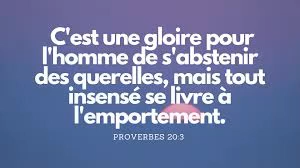 C'est une gloire pour
l'homme de s'abstenir
des querelles, mais tout
insensé se livre à
l'emportement.
PROVERBES 20:3